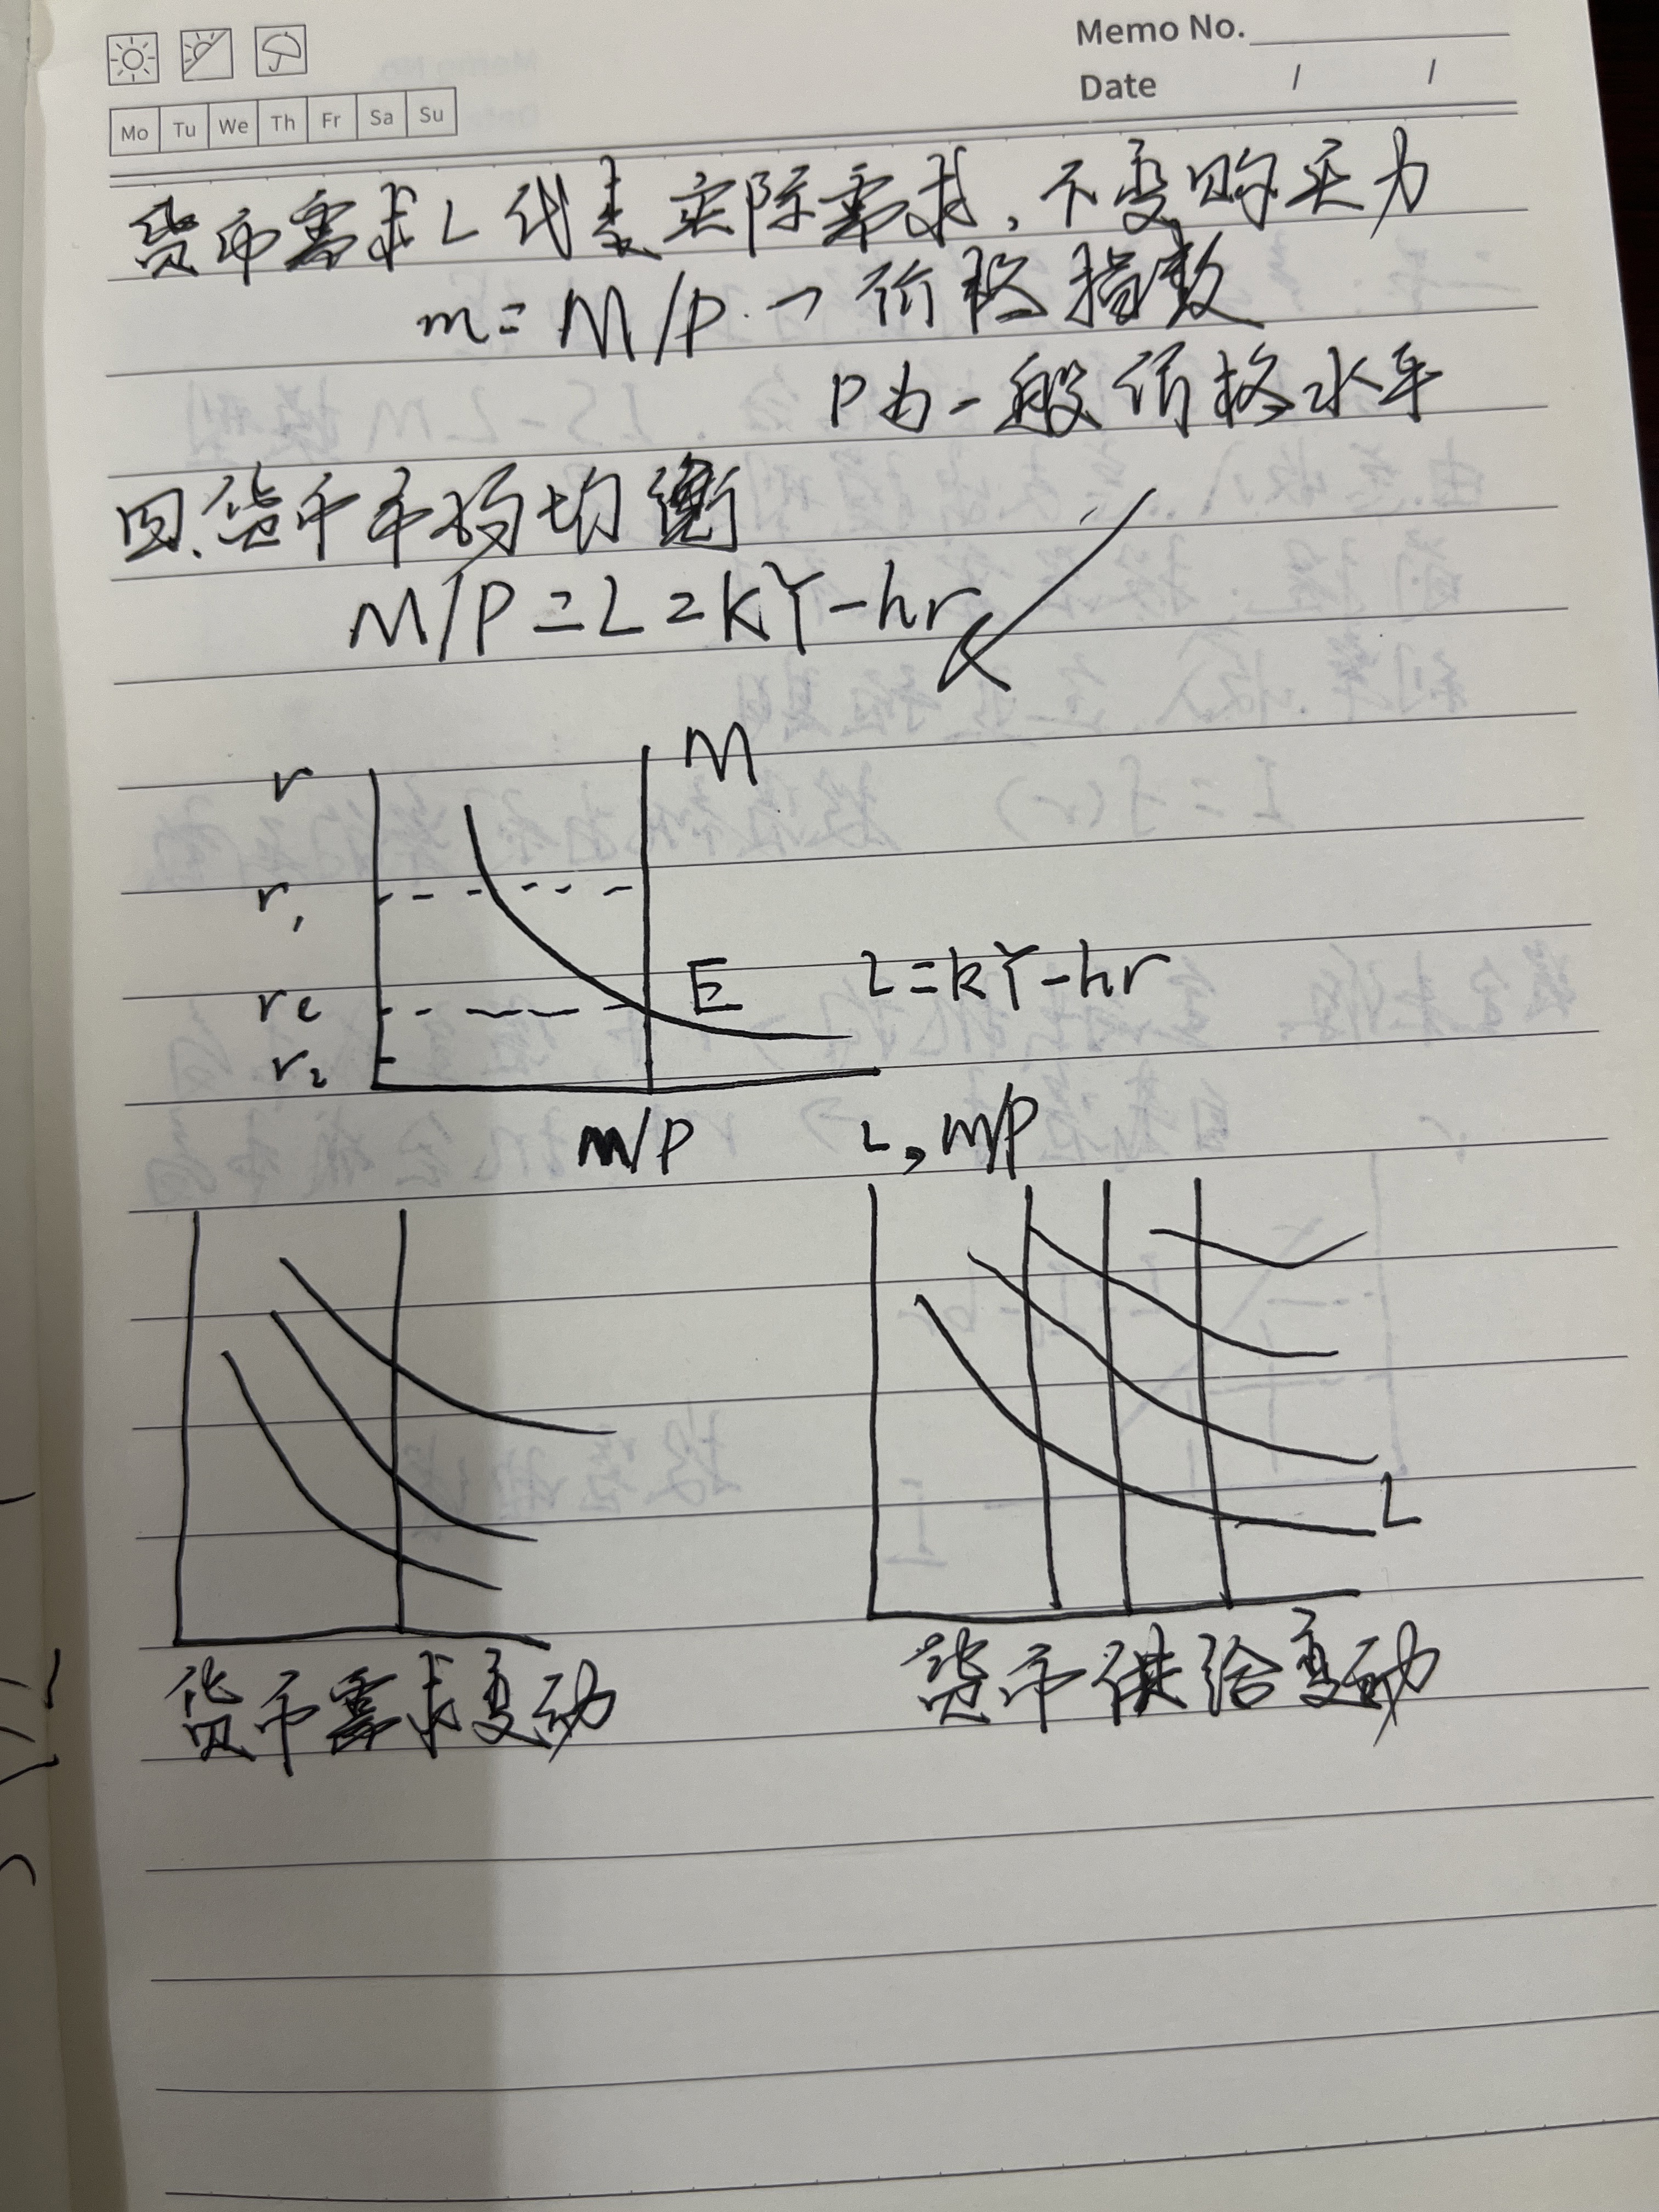 Memo No.
Date / /
Mo Tu We Th Fr Sa Su
货币需求L代表实际需求,不变购买力
m=M/P→价格指数
P为一般价格水平
四、货币市场均衡
M/P=L=kY-hr
r
M
r₁
E
L=kY-hr
re
r₂
M/P
L, M/P
L
货币需求变动
货币供给变动